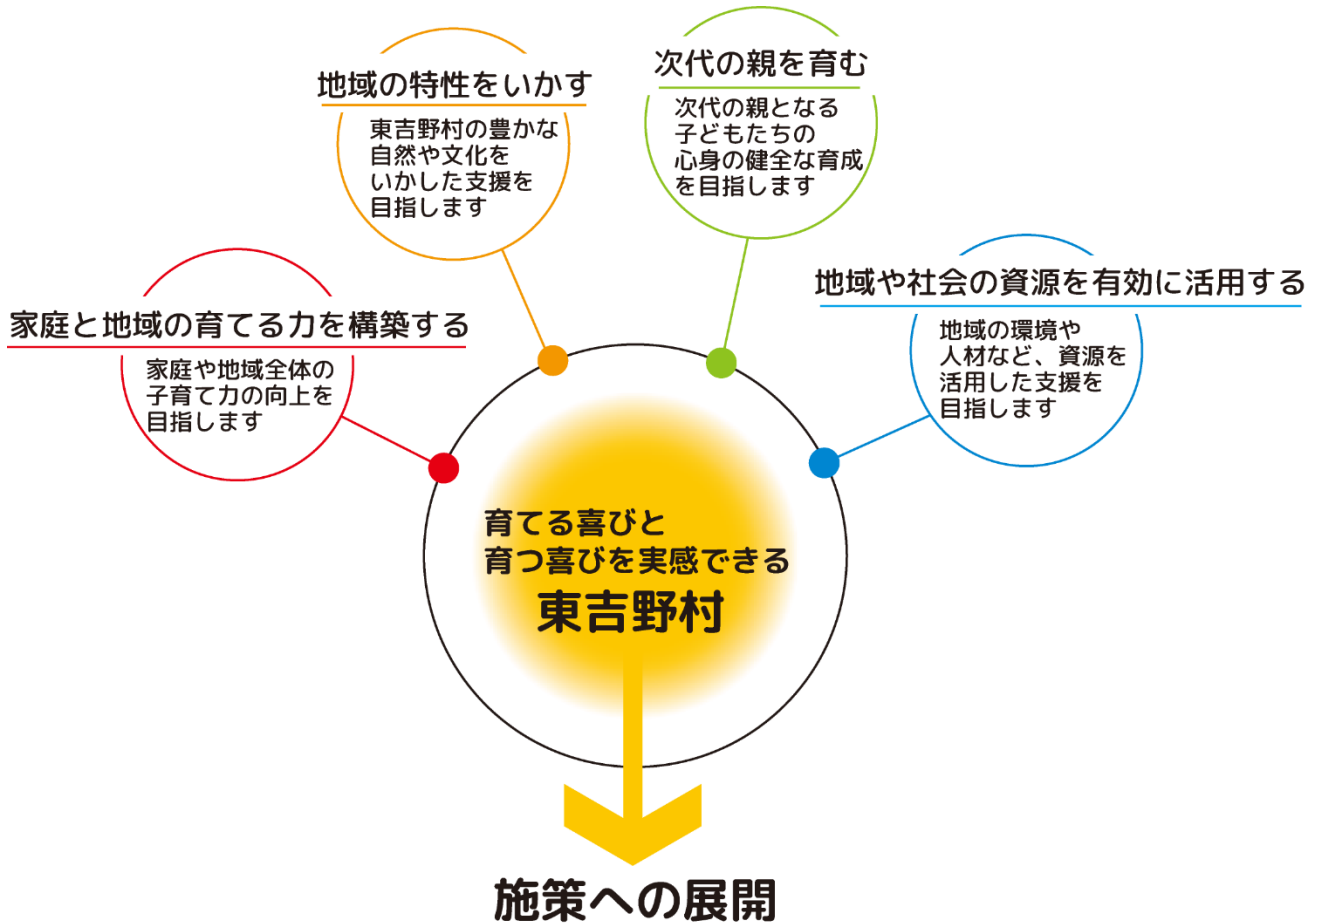 次代の親を育む
次代の親となる
子どもたちの
心身の健全な育成
を目指します
地域の特性をいかす
東吉野村の豊かな
自然や文化を
いかした支援を
目指します
地域や社会の資源を有効に活用する
地域の環境や
人材など、資源を
活用した支援を
目指します
家庭と地域の育てる力を構築する
家庭や地域全体の
子育て力の向上を
目指します
育てる喜びと
育つ喜びを実感できる
東吉野村
施策への展開